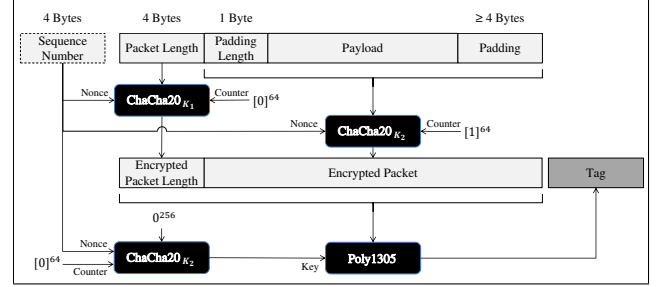 4 Bytes 4 Bytes 1 Byte ≥ 4 Bytes
Sequence Number
Packet Length
Padding Length
Payload
Padding
Nonce
ChaCha20 K₁
Counter
[0]⁶⁴
Nonce
ChaCha20 K₂
Counter
[1]⁶⁴
Encrypted Packet Length
Encrypted Packet
Tag
0²⁵⁶
Nonce
[0]⁶⁴
Counter
ChaCha20 K₂
Key
Poly1305